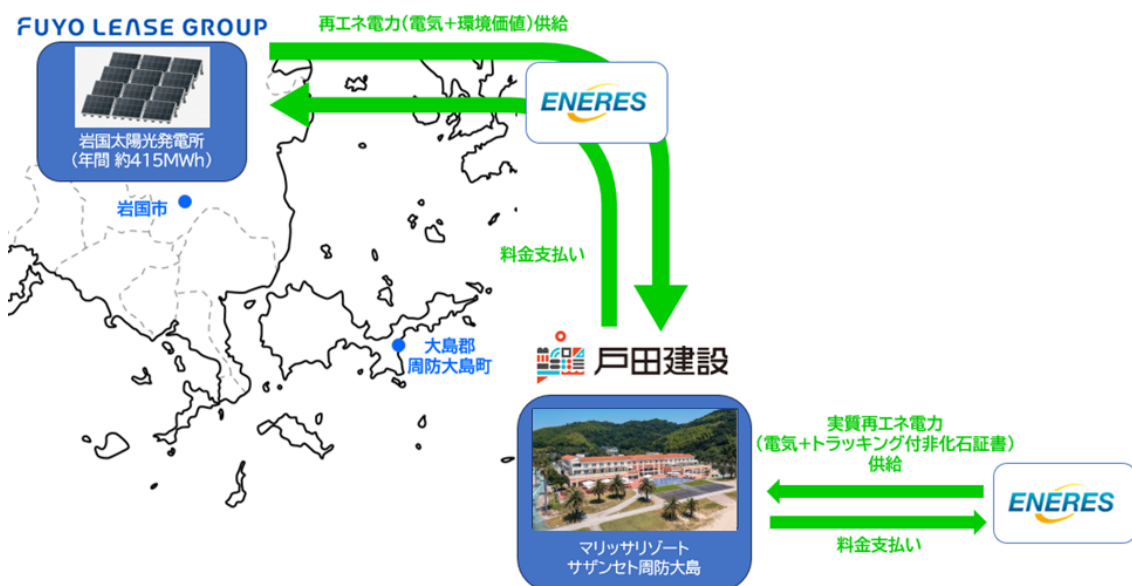 FUYO LEASE GROUP
再エネ電力(電気+環境価値)供給
ENERES
岩国太陽光発電所
(年間 約415MWh)
岩国市
料金支払い
大島郡
周防大島町
戸田建設
実質再エネ電力
(電気+トラッキング付非化石証書)
供給
ENERES
料金支払い
マリッサリゾート
サザンセト周防大島